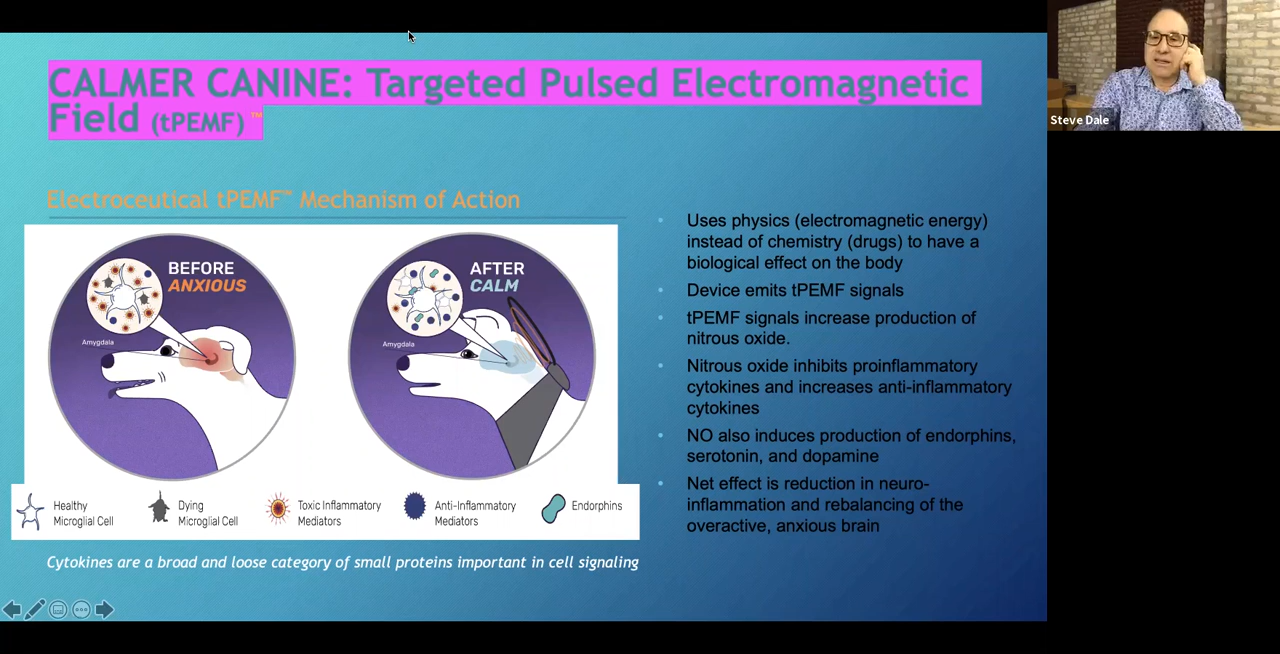 CALMER CANINE: Targeted Pulsed Electromagnetic
Field (tPEMF) ™
Steve Dale
Electroceutical tPEMF™ Mechanism of Action
BEFORE
ANXIOUS
Amygdala
AFTER
CALM
Amygdala
Healthy
Microglial Cell
Dying
Microglial Cell
Toxic Inflammatory
Mediators
Anti-Inflammatory
Mediators
Endorphins
Cytokines are a broad and loose category of small proteins important in cell signaling
• Uses physics (electromagnetic energy)
instead of chemistry (drugs) to have a
biological effect on the body
• Device emits tPEMF signals
• tPEMF signals increase production of
nitrous oxide.
• Nitrous oxide inhibits proinflammatory
cytokines and increases anti-inflammatory
cytokines
• NO also induces production of endorphins,
serotonin, and dopamine
• Net effect is reduction in neuro-
inflammation and rebalancing of the
overactive, anxious brain